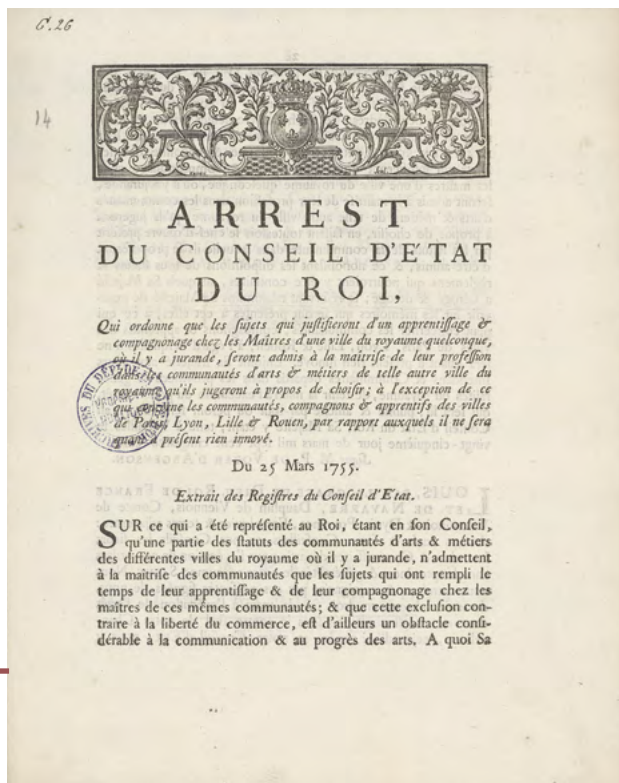 C.26
14
ARREST
DU CONSEIL D'ÉTAT
DU ROI,
Qui ordonne que les ſujets qui juſtifieront d'un apprentiſſage &
compagnonage chez les Maîtres d'une ville du royaume quelconque,
où il y a jurande, ſeront admis à la maîtriſe de leur profeſſion
dans les communautés d'arts & métiers de telle autre ville du
royaume qu'ils jugeront à propos de choiſir; à l'exception de ce
qui concerne les communautés, compagnons & apprentifs des villes
de Paris, Lyon, Lille & Rouen, par rapport auxquels il ne ſera
quant à préſent rien innové.
Du 25 Mars 1755.
Extrait des Regiſtres du Conſeil d'Etat.
SUR ce qui a été repréſenté au Roi, étant en ſon Conſeil,
qu'une partie des ſtatuts des communautés d'arts & métiers
des différentes villes du royaume où il y a jurande, n'admettent
à la maîtriſe des communautés que les ſujets qui ont rempli le
temps de leur apprentiſſage & de leur compagnonage chez les
maîtres de ces mêmes communautés; & que cette excluſion con-
traire à la liberté du commerce, eſt d'ailleurs un obſtacle conſi-
dérable à la communication & au progrès des arts. A quoi Sa